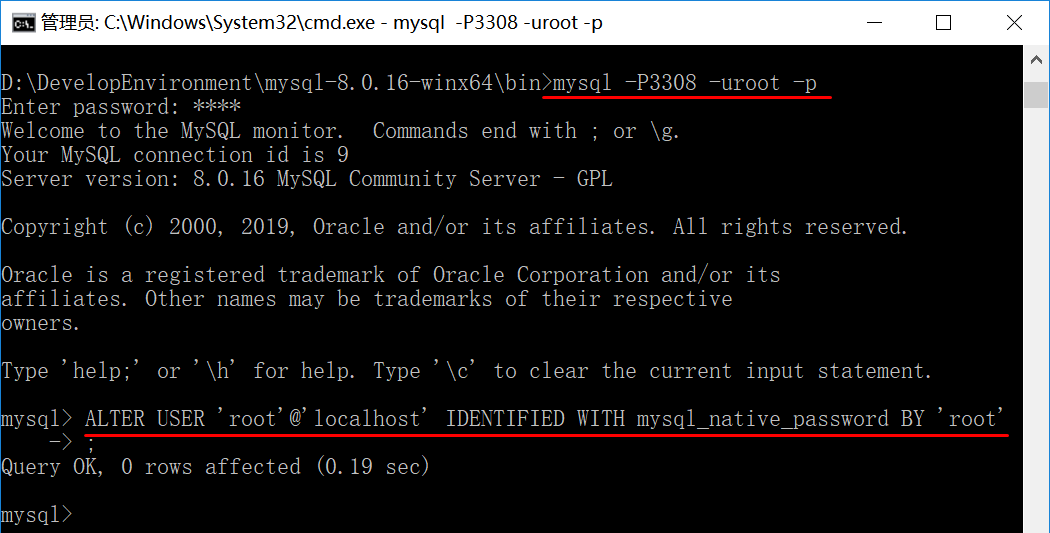 管理员: C:\Windows\System32\cmd.exe - mysql  -P3308 -uroot -p
D:\DevelopEnvironment\mysql-8.0.16-winx64\bin>mysql -P3308 -uroot -p
Enter password: ****
Welcome to the MySQL monitor.  Commands end with ; or \g.
Your MySQL connection id is 9
Server version: 8.0.16 MySQL Community Server - GPL
Copyright (c) 2000, 2019, Oracle and/or its affiliates. All rights reserved.
Oracle is a registered trademark of Oracle Corporation and/or its
affiliates. Other names may be trademarks of their respective
owners.
Type 'help;' or '\h' for help. Type '\c' to clear the current input statement.
mysql> ALTER USER 'root'@'localhost' IDENTIFIED WITH mysql_native_password BY 'root'
    -> ;
Query OK, 0 rows affected (0.19 sec)
mysql>